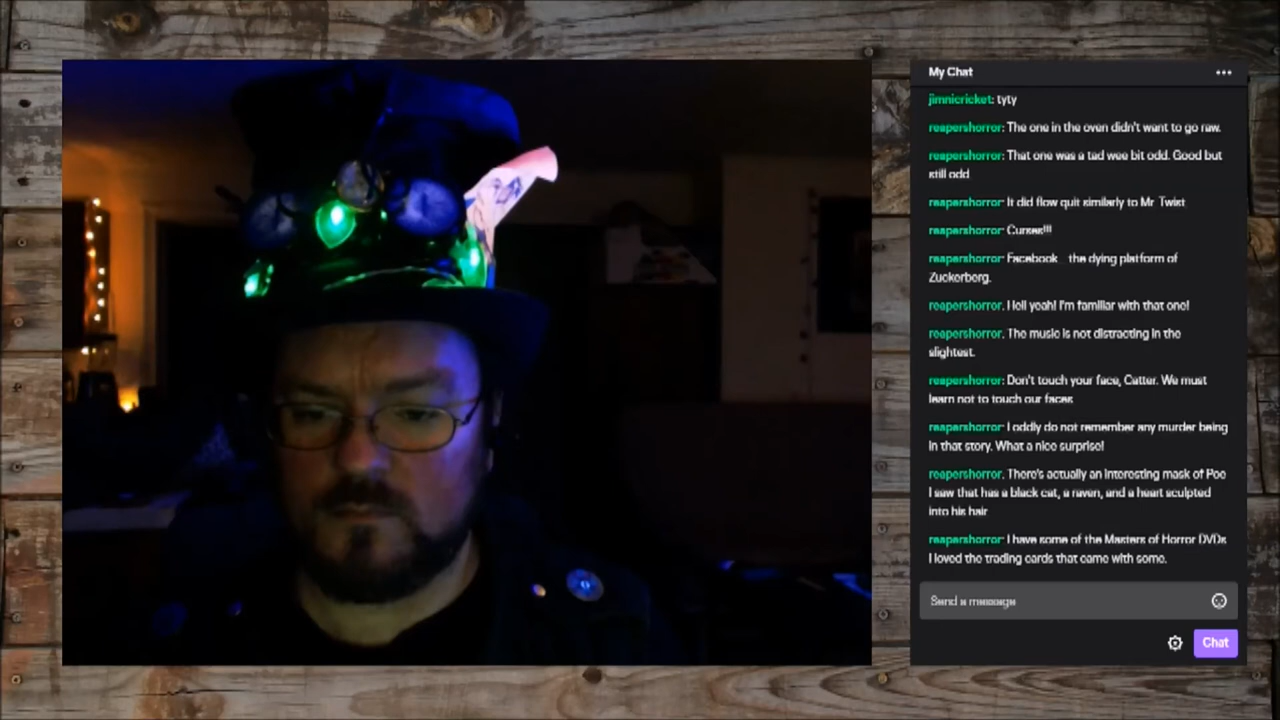 My Chat
jimnicricket: tyty
reapershorror: The one in the oven didn't want to go raw.
reapershorror: That one was a tad wee bit odd. Good but
still odd.
reapershorror: It did flow quit similarly to Mr. Twist
reapershorror: Curses!!!
reapershorror: Facebook the dying platform of
Zuckerberg.
reapershorror: Hell yeah! I'm familiar with that one!
reapershorror: The music is not distracting in the
slightest.
reapershorror: Don't touch your face, Catter. We must
learn not to touch our faces
reapershorror: I oddly do not remember any murder being
in that story. What a nice surprise!
reapershorror: There's actually an interesting mask of Poe
I saw that has a black cat, a raven, and a heart sculpted
into his hair
reapershorror: I have some of the Masters of Horror DVDs
I loved the trading cards that came with some.
Send a message
Chat